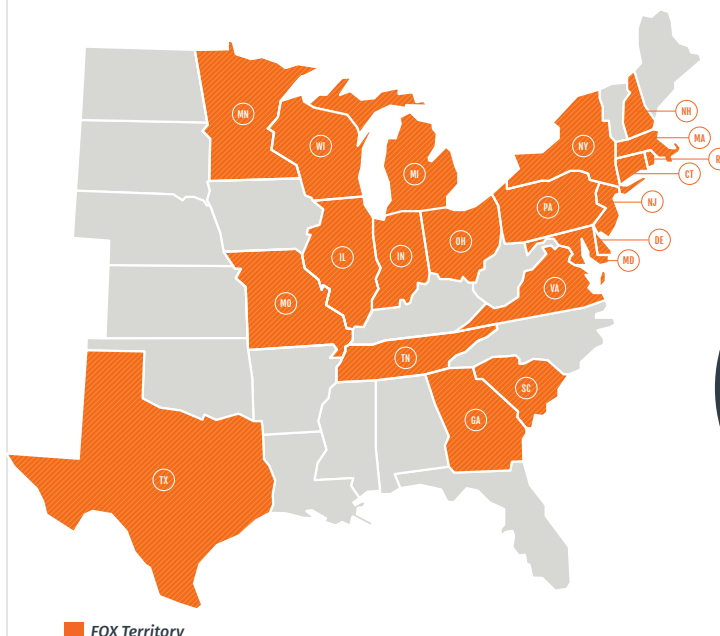 MN
WI
MI
NY
NH
MA
R
CT
PA
NJ
OH
IL
IN
DE
MD
MO
VA
TN
SC
GA
TX
FOX Territory